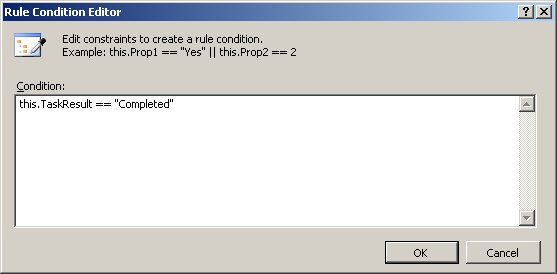 Rule Condition Editor
Edit constraints to create a rule condition.
Example: this.Prop1 == "Yes" || this.Prop2 == 2
Condition:
this.TaskResult == "Completed"
OK
Cancel